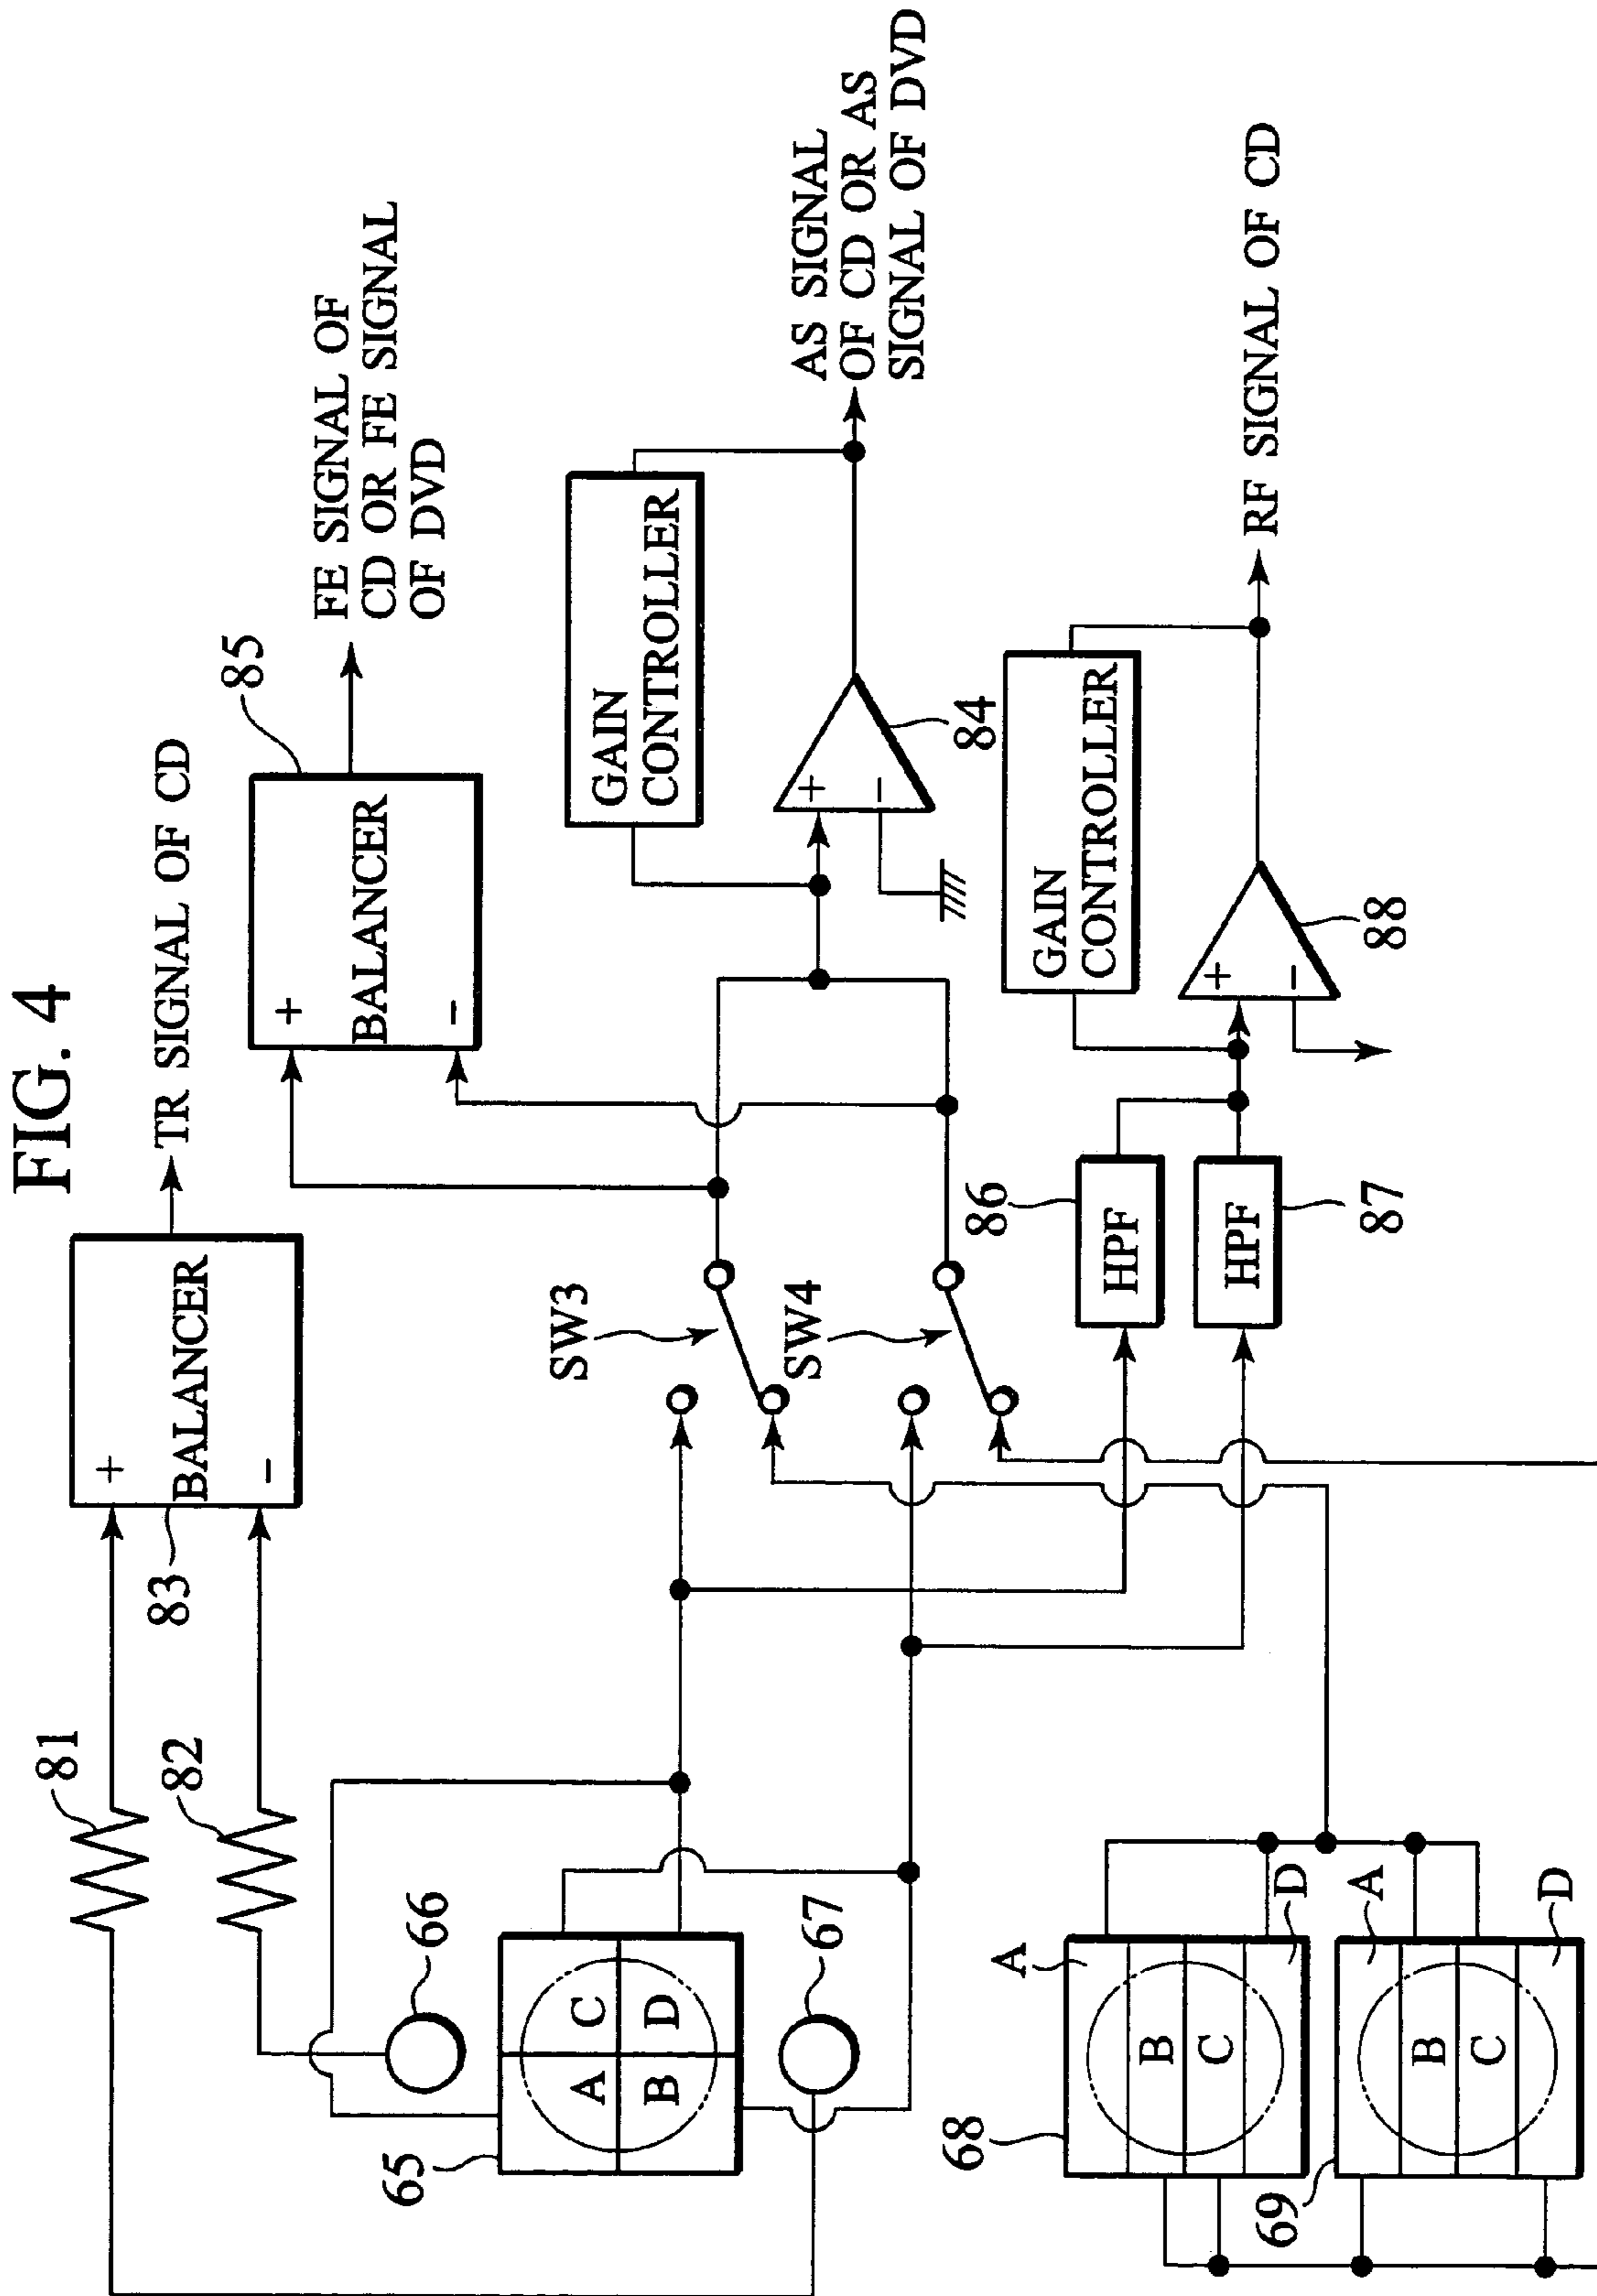 FIG. 4
81
82
83
+
BALANCER
-
TR SIGNAL OF CD
85
+
BALANCER
-
FE SIGNAL OF
CD OR FE SIGNAL
OF DVD
66
65
A
C
B
D
67
SW3
SW4
GAIN
CONTROLLER
+
-
84
AS SIGNAL
OF CD OR AS
SIGNAL OF DVD
86
HPF
HPF
87
GAIN
CONTROLLER
+
-
88
RF SIGNAL OF CD
68
A
B
C
D
69
A
B
C
D